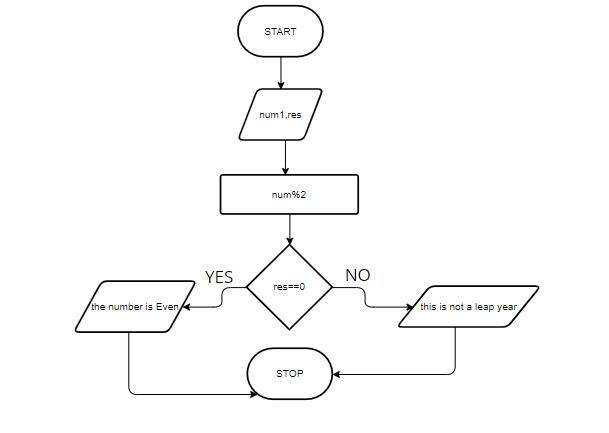 START
num1,res
num%2
YES
NO
res==0
the number is Even
this is not a leap year
STOP